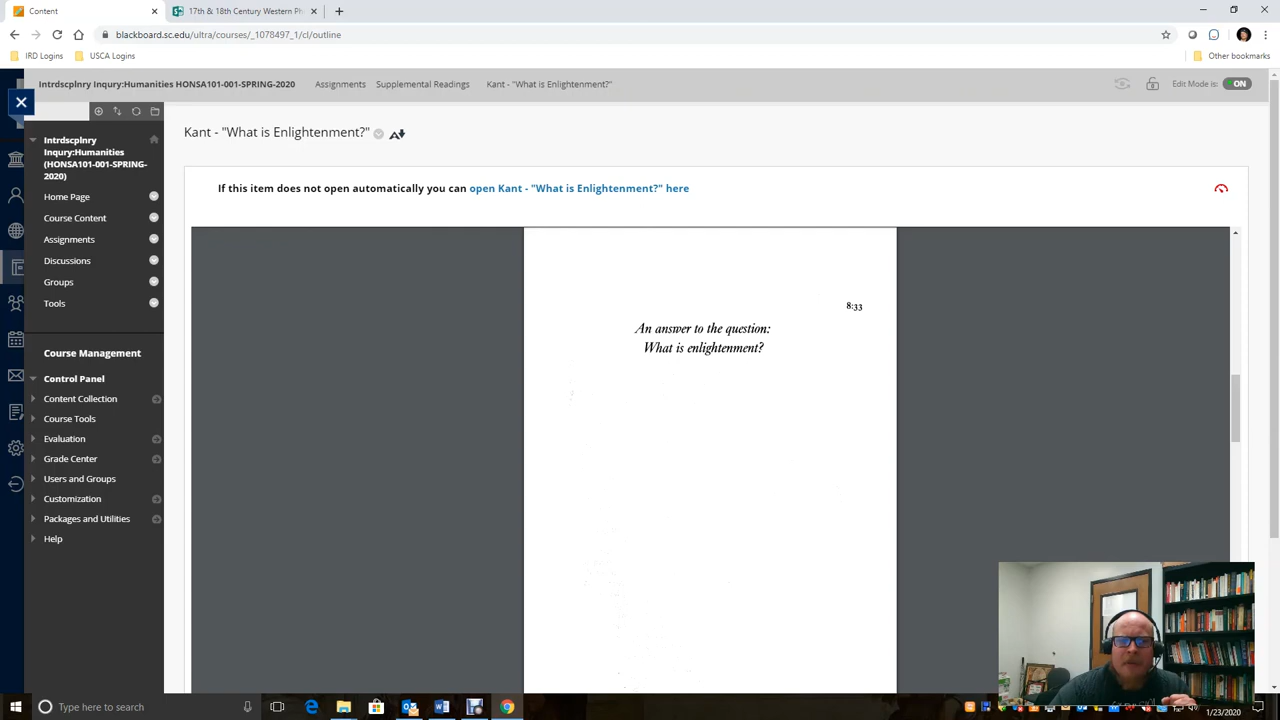 Content
17th & 18th Century Western Ph
blackboard.sc.edu/ultra/courses/_1078497_1/cl/outline
IRD Logins
USCA Logins
Other bookmarks
Intrdscplnry Inqury:Humanities HONSA101-001-SPRING-2020
Assignments
Supplemental Readings
Kant - "What is Enlightenment?"
Edit Mode is:
ON
Kant - "What is Enlightenment?"
If this item does not open automatically you can open Kant - "What is Enlightenment?" here
Intrdscplnry
Inqury:Humanities
(HONSA101-001-SPRING-
2020)
Home Page
Course Content
Assignments
Discussions
Groups
Tools
Course Management
Control Panel
Content Collection
Course Tools
Evaluation
Grade Center
Users and Groups
Customization
Packages and Utilities
Help
8:33
An answer to the question:
What is enlightenment?
Type here to search
1/23/2020